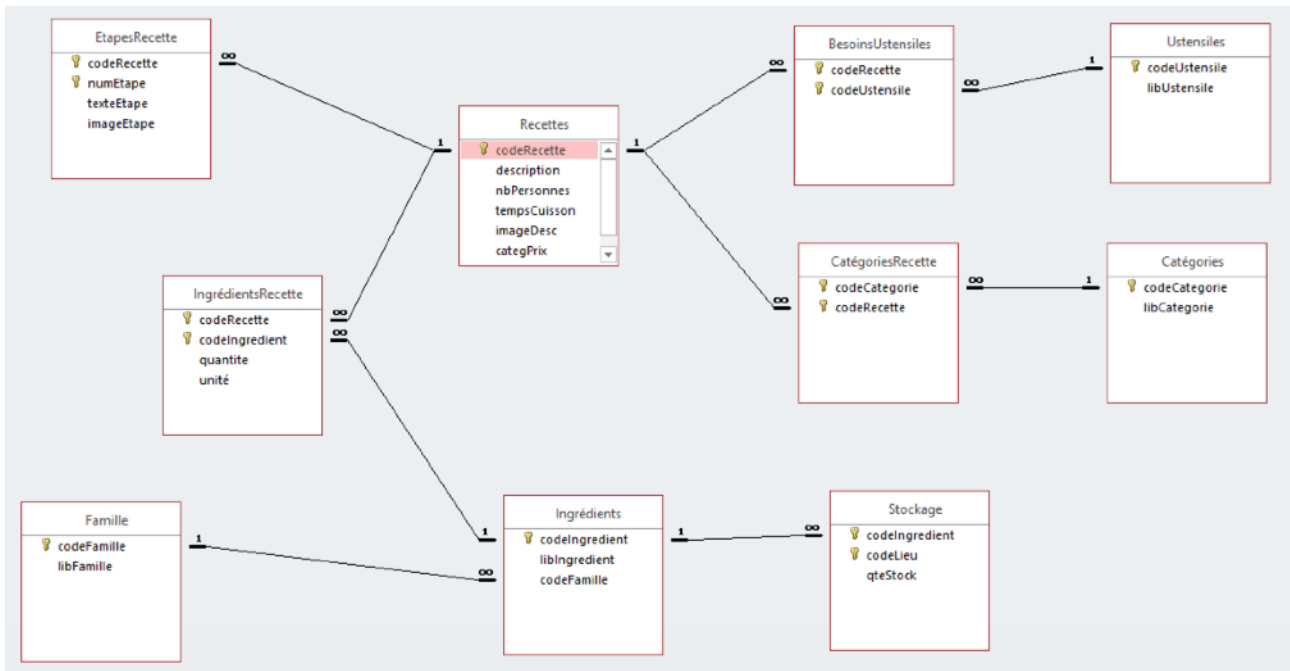 EtapesRecette
codeRecette
numEtape
texteEtape
imageEtape
∞
1
Recettes
codeRecette
description
nbPersonnes
tempsCuisson
imageDesc
categPrix
1
∞
BesoinsUstensiles
codeRecette
codeUstensile
∞
1
Ustensiles
codeUstensile
libUstensile
IngrédientsRecette
codeRecette
codeIngredient
quantite
unité
∞
∞
∞
CatégoriesRecette
codeCategorie
codeRecette
∞
1
Catégories
codeCategorie
libCategorie
Famille
codeFamille
libFamille
1
∞
1
Ingrédients
codeIngredient
libIngredient
codeFamille
1
∞
Stockage
codeIngredient
codeLieu
qteStock